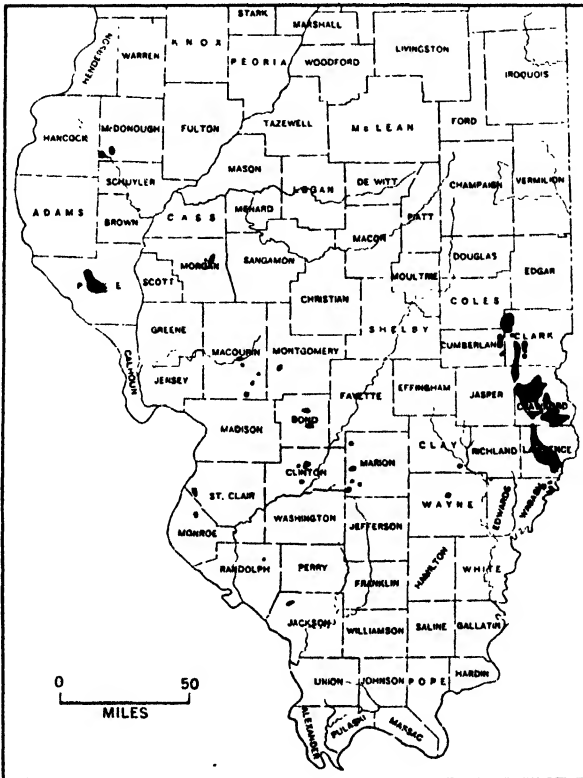 STARK
MARSHALL
KNOX
HENDERSON
WARREN
PEORIA
WOODFORD
LIVINGSTON
IROQUOIS
HANCOCK
McDONOUGH
FULTON
TAZEWELL
McLEAN
FORD
MASON
SCHUYLER
LOGAN
DE WITT
CHAMPAIGN
VERMILION
ADAMS
BROWN
CASS
MENARD
PIATT
MACON
MORGAN
SANGAMON
DOUGLAS
EDGAR
PIKE
SCOTT
MOULTRIE
CHRISTIAN
COLES
GREENE
MACOUPIN
MONTGOMERY
SHELBY
CUMBERLAND
CLARK
CALHOUN
JERSEY
FAYETTE
EFFINGHAM
JASPER
CRAWFORD
MADISON
BOND
CLAY
RICHLAND
LAWRENCE
CLINTON
MARION
ST. CLAIR
WAYNE
EDWARDS
WABASH
MONROE
WASHINGTON
JEFFERSON
RANDOLPH
PERRY
HAMILTON
WHITE
FRANKLIN
JACKSON
WILLIAMSON
SALINE
GALLATIN
0 50
MILES
UNION
JOHNSON
POPE
HARDIN
ALEXANDER
PULASKI
MASSAC